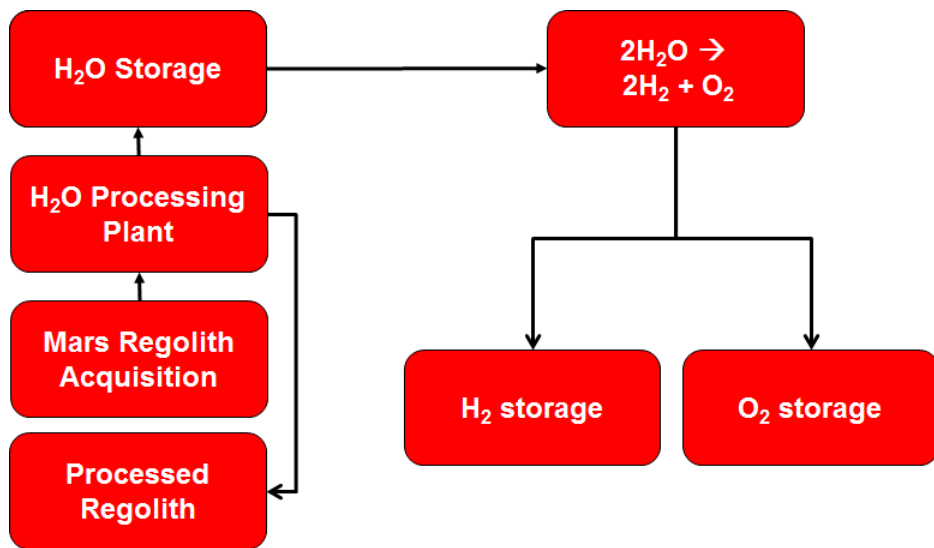 H₂O Storage
2H₂O →
2H₂ + O₂
H₂O Processing
Plant
Mars Regolith
Acquisition
H₂ storage
O₂ storage
Processed
Regolith